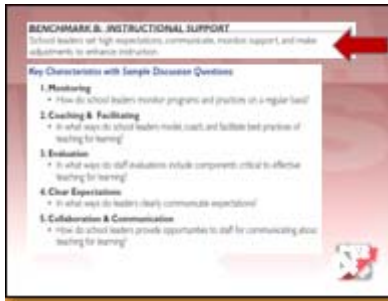 BENCHMARK B: INSTRUCTIONAL SUPPORT
School leaders set high expectations, communicate, monitor support, and make
adjustments to enhance instruction.
Key Characteristics with Sample Discussion Questions:
1. Monitoring
• How do school leaders monitor programs and practices on a regular basis?
2. Coaching & Facilitating
• In what ways do school leaders model, coach, and facilitate best practices of
teaching for learning?
3. Evaluation
• In what ways do staff evaluations include components critical to effective
teaching for learning?
4. Clear Expectations
• In what ways do leaders clearly communicate expectations?
5. Collaboration & Communication
• How do school leaders provide opportunities to staff for communicating about
teaching for learning?